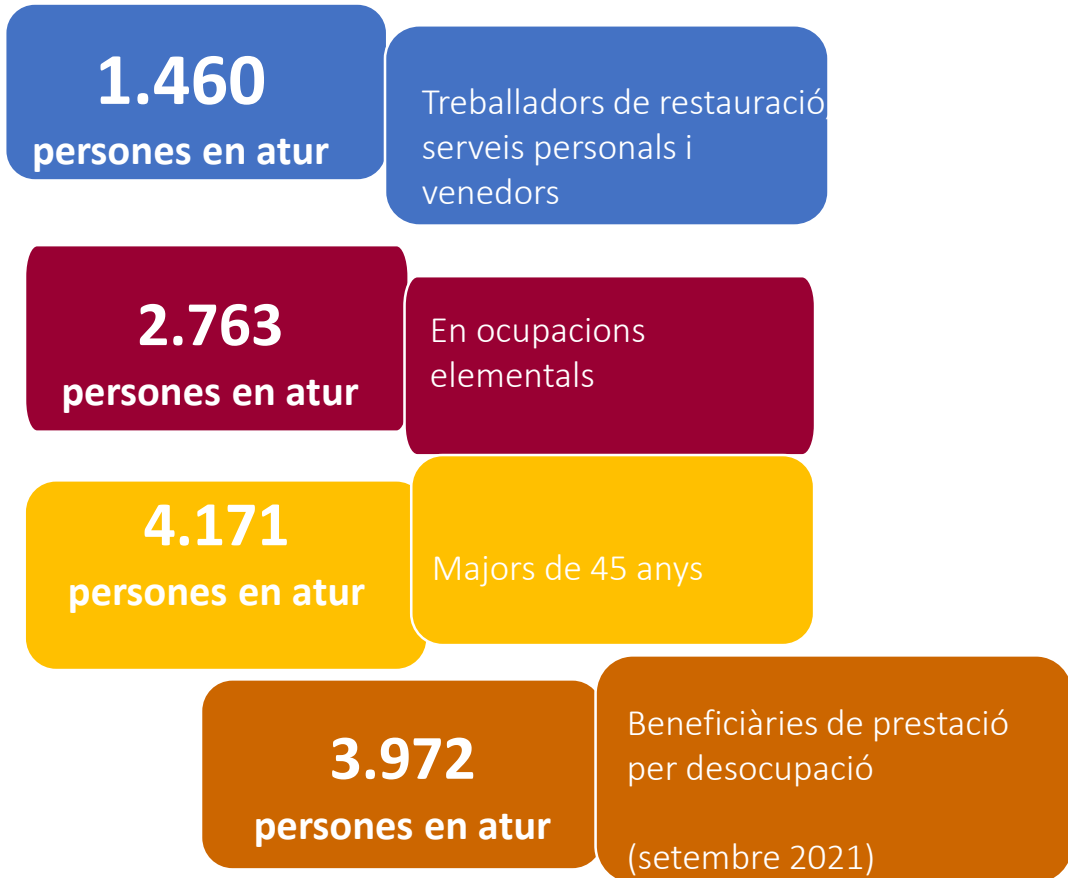 1.460
persones en atur
Treballadors de restauració,
serveis personals i
venedors
2.763
persones en atur
En ocupacions
elementals
4.171
persones en atur
Majors de 45 anys
3.972
persones en atur
Beneficiàries de prestació
per desocupació
(setembre 2021)